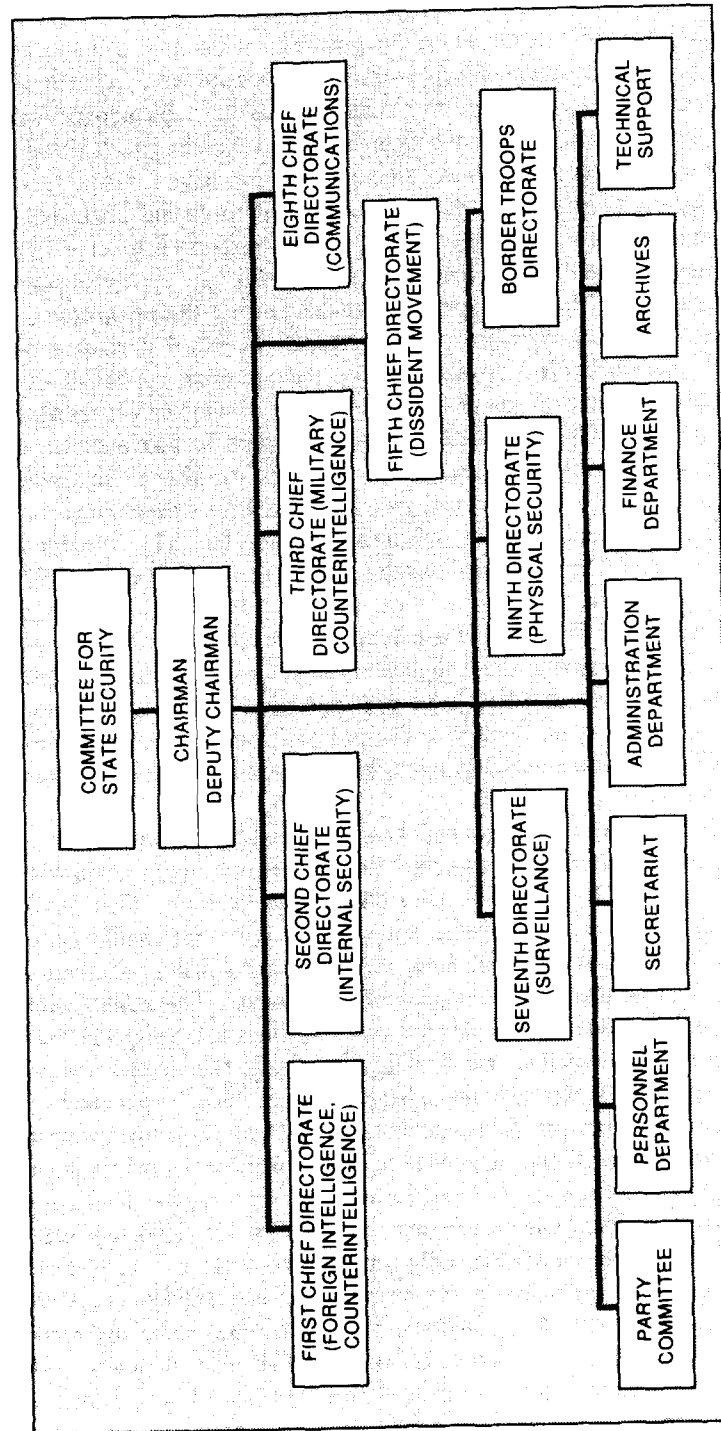 COMMITTEE FOR
STATE SECURITY
CHAIRMAN
DEPUTY CHAIRMAN
FIRST CHIEF DIRECTORATE
(FOREIGN INTELLIGENCE,
COUNTERINTELLIGENCE)
SECOND CHIEF
DIRECTORATE
(INTERNAL SECURITY)
THIRD CHIEF
DIRECTORATE (MILITARY
COUNTERINTELLIGENCE)
EIGHTH CHIEF
DIRECTORATE
(COMMUNICATIONS)
FIFTH CHIEF DIRECTORATE
(DISSIDENT MOVEMENT)
SEVENTH DIRECTORATE
(SURVEILLANCE)
NINTH DIRECTORATE
(PHYSICAL SECURITY)
BORDER TROOPS
DIRECTORATE
PARTY
COMMITTEE
PERSONNEL
DEPARTMENT
SECRETARIAT
ADMINISTRATION
DEPARTMENT
FINANCE
DEPARTMENT
ARCHIVES
TECHNICAL
SUPPORT